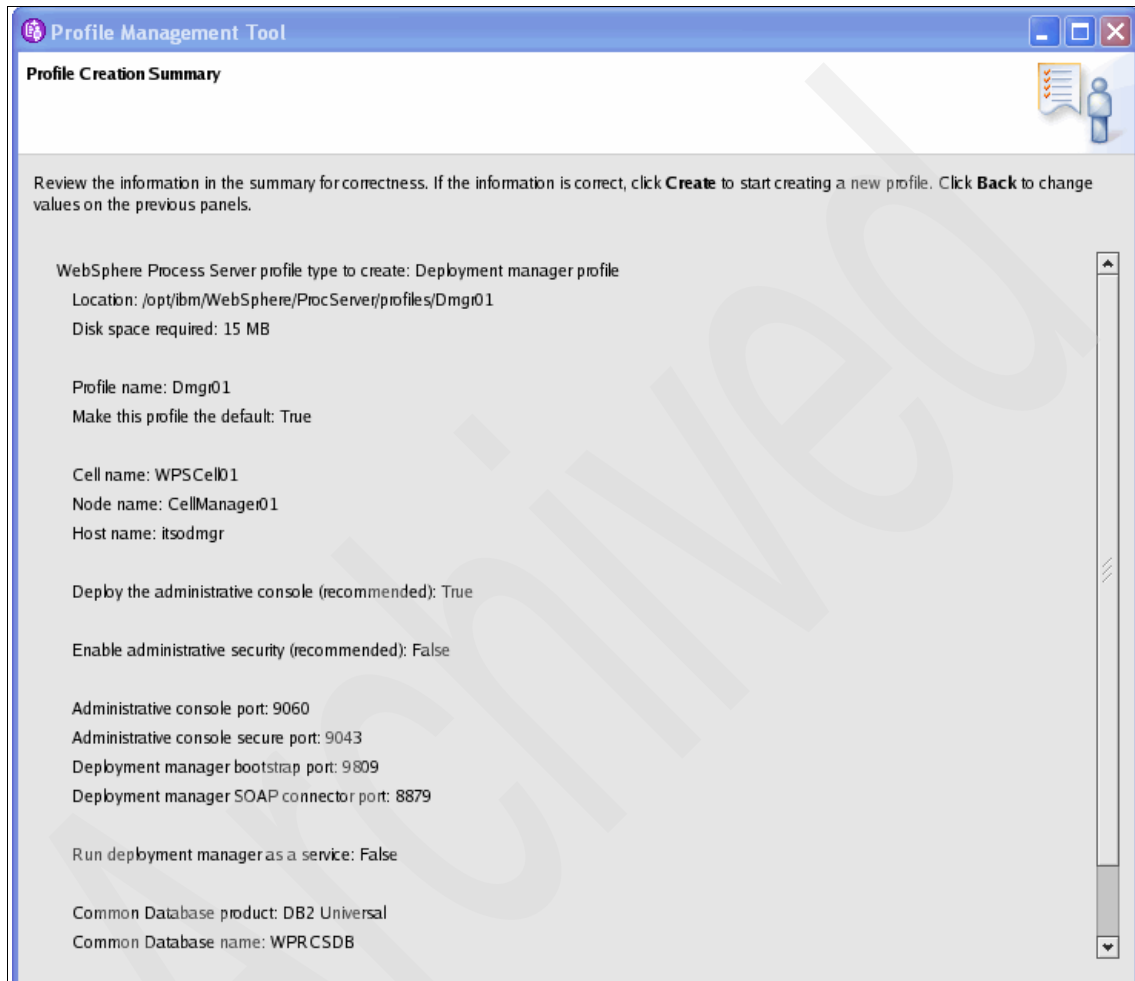 Profile Management Tool
Profile Creation Summary
Review the information in the summary for correctness. If the information is correct, click Create to start creating a new profile. Click Back to change
values on the previous panels.
WebSphere Process Server profile type to create: Deployment manager profile
Location: /opt/ibm/WebSphere/ProcServer/profiles/Dmgr01
Disk space required: 15 MB
Profile name: Dmgr01
Make this profile the default: True
Cell name: WPSCell01
Node name: CellManager01
Host name: itsodmgr
Deploy the administrative console (recommended): True
Enable administrative security (recommended): False
Administrative console port: 9060
Administrative console secure port: 9043
Deployment manager bootstrap port: 9809
Deployment manager SOAP connector port: 8879
Run deployment manager as a service: False
Common Database product: DB2 Universal
Common Database name: WPRCSDB
Archived